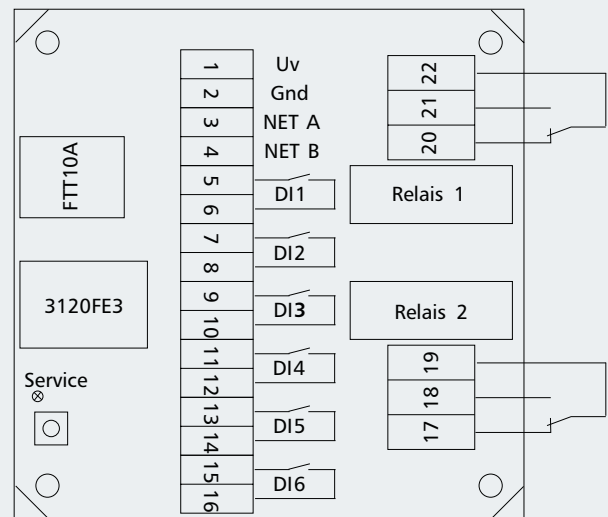 FTT10A
3120FE3
Service
1 Uv
2 Gnd
3 NET A
4 NET B
5
6
DI1
7
8
DI2
9
10
DI3
11
12
DI4
13
14
DI5
15
16
DI6
22
21
20
Relais 1
Relais 2
19
18
17